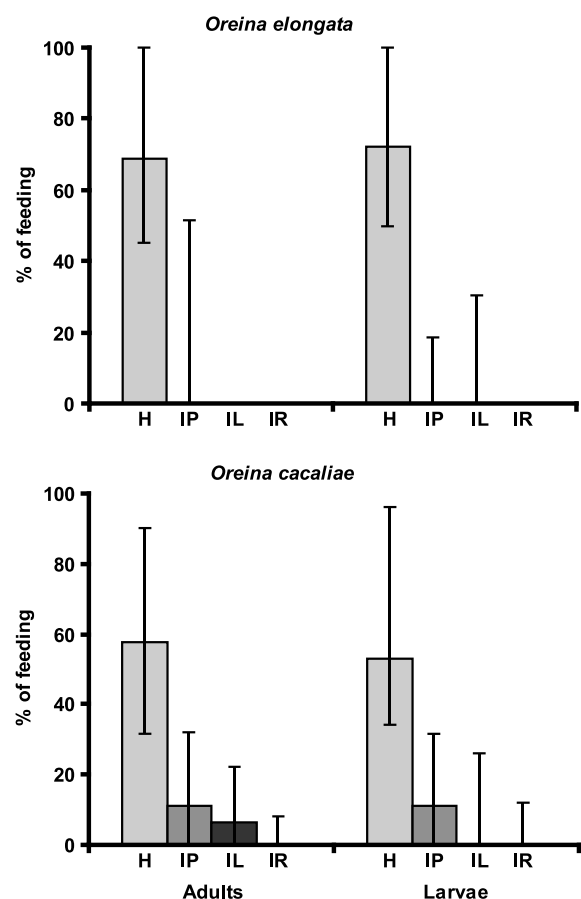 Oreina elongata
100
80
60
40
20
0
% of feeding
H IP IL IR H IP IL IR
Oreina cacaliae
100
80
60
40
20
0
% of feeding
H IP IL IR H IP IL IR
Adults Larvae